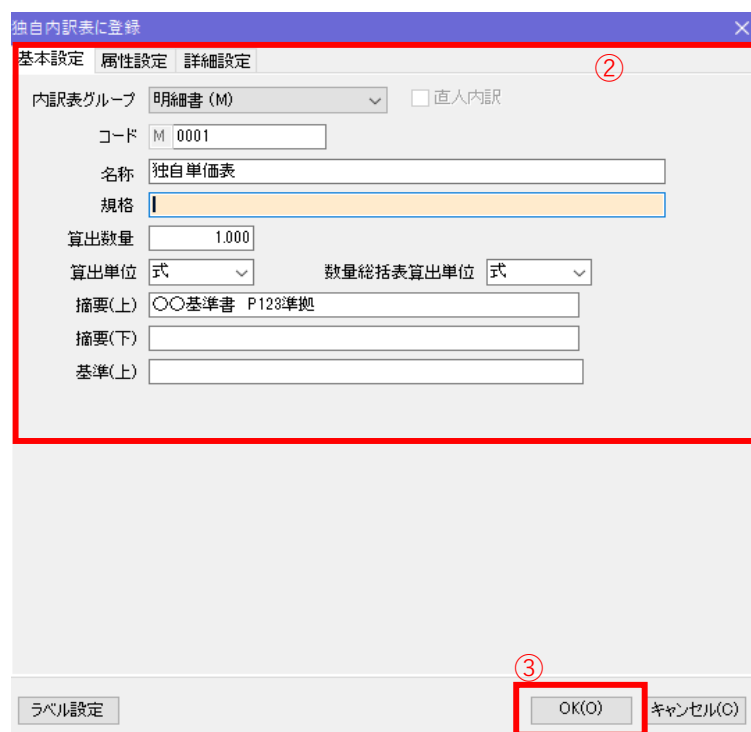 独自内訳表に登録
基本設定 属性設定 詳細設定
②
内訳表グループ 明細書(M) 直人内訳
コード M 0001
名称 独自単価表
規格
算出数量 1.000
算出単位 式 数量総括表算出単位 式
摘要(上) 〇〇基準書 P123準拠
摘要(下)
基準(上)
③
ラベル設定 OK(O) キャンセル(C)